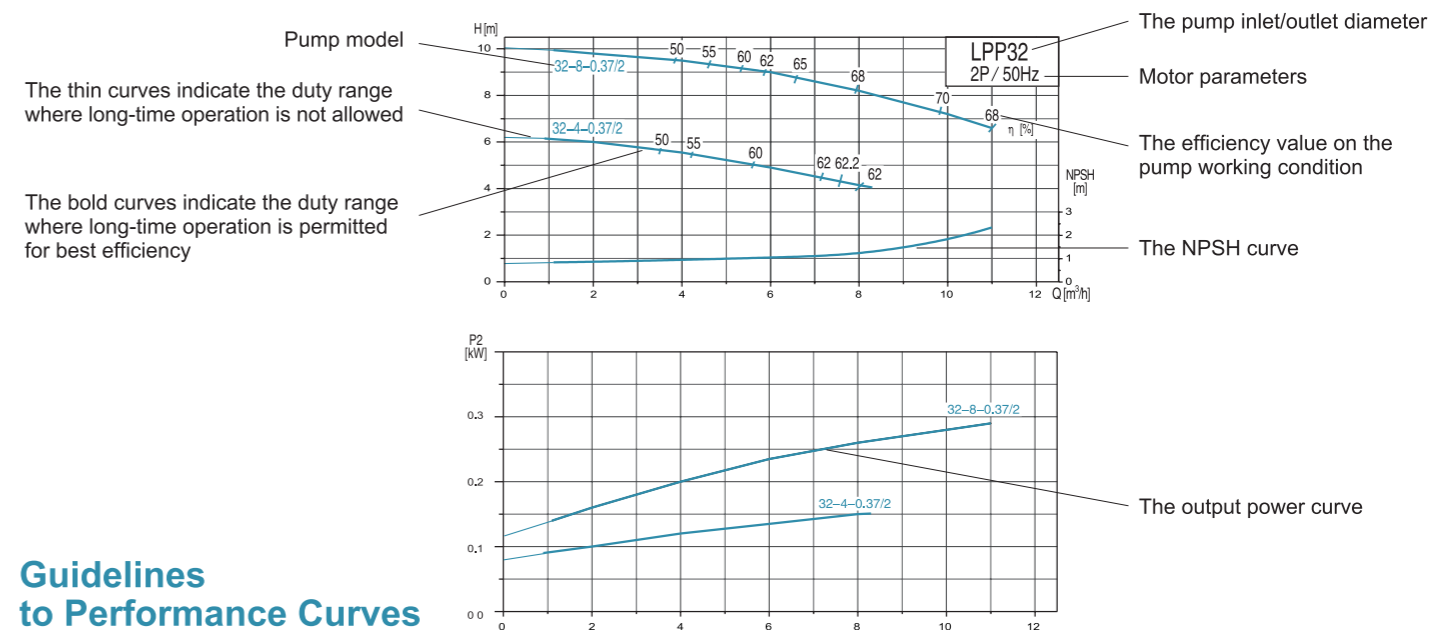 Pump model
The thin curves indicate the duty range
where long-time operation is not allowed
The bold curves indicate the duty range
where long-time operation is permitted
for best efficiency
H [m]
10
8
6
4
2
0
32–8–0.37/2
50 55 60 62 65 68 70 68
η [%]
32–4–0.37/2
50 55 60 62 62.2 62
LPP32
2P / 50Hz
NPSH
[m]
3
2
1
0
0 2 4 6 8 10 12 Q [m³/h]
The pump inlet/outlet diameter
Motor parameters
The efficiency value on the
pump working condition
The NPSH curve
P2
[kW]
0.3
0.2
0.1
0 0
32–8–0.37/2
32–4–0.37/2
0 2 4 6 8 10 12
The output power curve
Guidelines
to Performance Curves